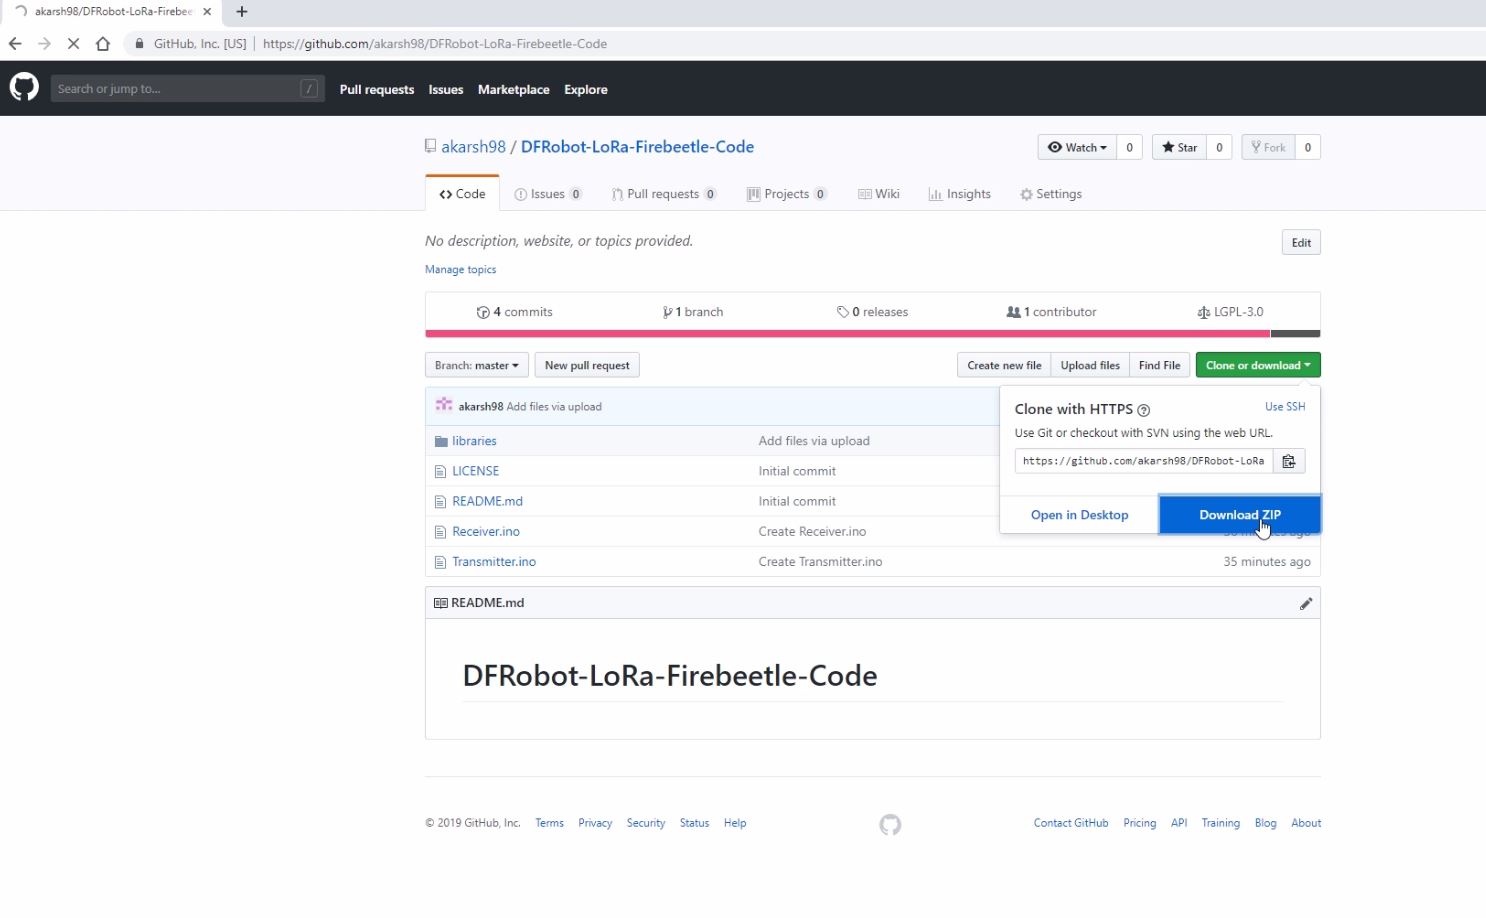 akarsh98/DFRobot-LoRa-Firebee
GitHub, Inc. [US] | https://github.com/akarsh98/DFRobot-LoRa-Firebeetle-Code
Search or jump to... / Pull requests Issues Marketplace Explore
akarsh98 / DFRobot-LoRa-Firebeetle-Code Watch 0 Star 0 Fork 0
Code Issues 0 Pull requests 0 Projects 0 Wiki Insights Settings
No description, website, or topics provided. Edit
Manage topics
4 commits 1 branch 0 releases 1 contributor LGPL-3.0
Branch: master New pull request Create new file Upload files Find File Clone or download
akarsh98 Add files via upload
Clone with HTTPS Use SSH
Use Git or checkout with SVN using the web URL.
https://github.com/akarsh98/DFRobot-LoRa
Open in Desktop Download ZIP
libraries Add files via upload
LICENSE Initial commit
README.md Initial commit
Receiver.ino Create Receiver.ino
Transmitter.ino Create Transmitter.ino 35 minutes ago
README.md
DFRobot-LoRa-Firebeetle-Code
© 2019 GitHub, Inc. Terms Privacy Security Status Help Contact GitHub Pricing API Training Blog About